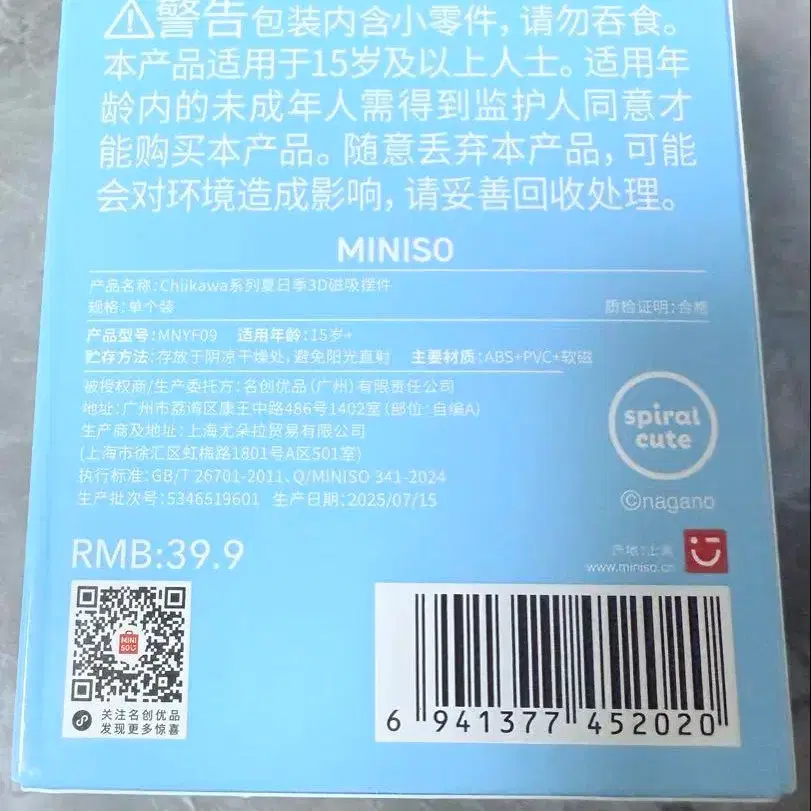 警告包装内含小零件，请勿吞食。
本产品适用于15岁及以上人士。适用年
龄内的未成年人需得到监护人同意才
能购买本产品。随意丢弃本产品，可能
会对环境造成影响，请妥善回收处理。
MINISO
产品名称：Chiikawa系列夏日季3D磁吸摆件
规格：单个装 质检证明：合格
产品型号：MNYF09 适用年龄：15岁+
贮存方法：存放于阴凉干燥处，避免阳光直射 主要材质：ABS+PVC+软磁
被授权商/生产委托方：名创优品（广州）有限责任公司
地址：广州市荔湾区康王中路486号1402室（部位：自编A）
生产商及地址：上海尤朵拉贸易有限公司
（上海市徐汇区虹梅路1801号A区501室）
执行标准：GB/T 26701-2011、Q/MINISO 341-2024
生产批次号：5346519601 生产日期：2025/07/15
spiral
cute
©nagano
RMB:39.9
产地：上海
www.miniso.cn
MINI
SO
关注名创优品
发现更多惊喜
6 941377 452020